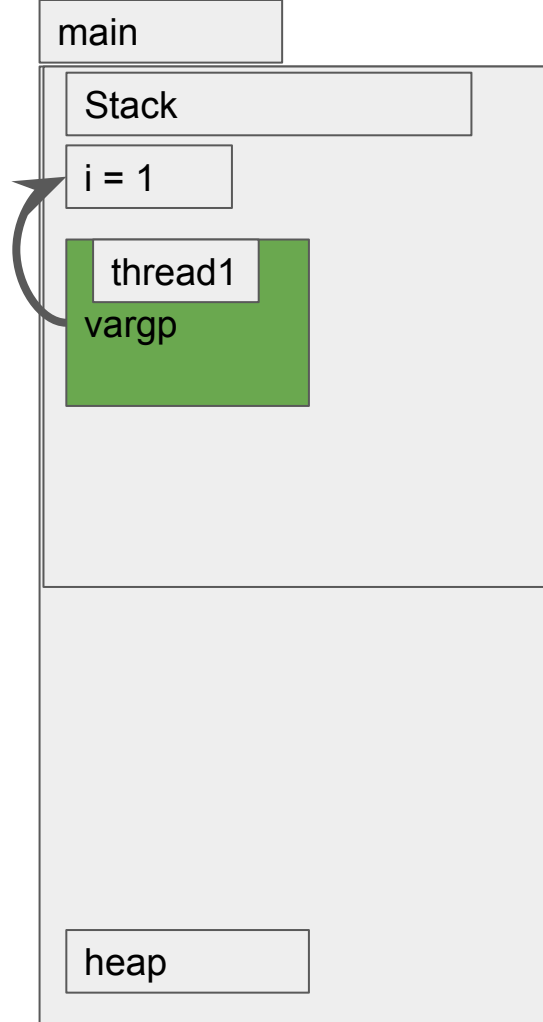 main
Stack
i = 1
thread1
vargp
heap